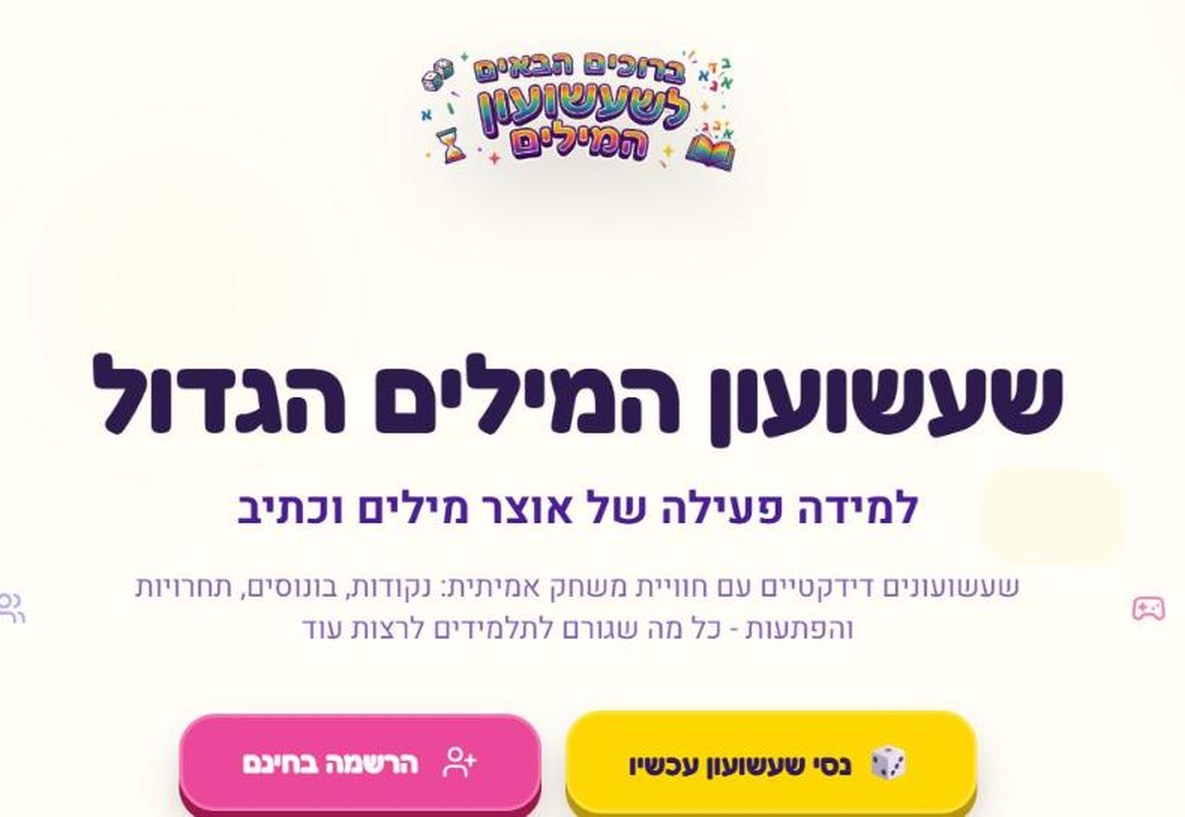 ברוכים הבאים
לשעשועון
המילים
שעשועון המילים הגדול
למידה פעילה של אוצר מילים וכתיב
שעשועונים דידקטיים עם חוויית משחק אמיתית: נקודות, בונוסים, תחרויות
והפתעות - כל מה שגורם לתלמידים לרצות עוד
נסי שעשועון עכשיו
הרשמה בחינם